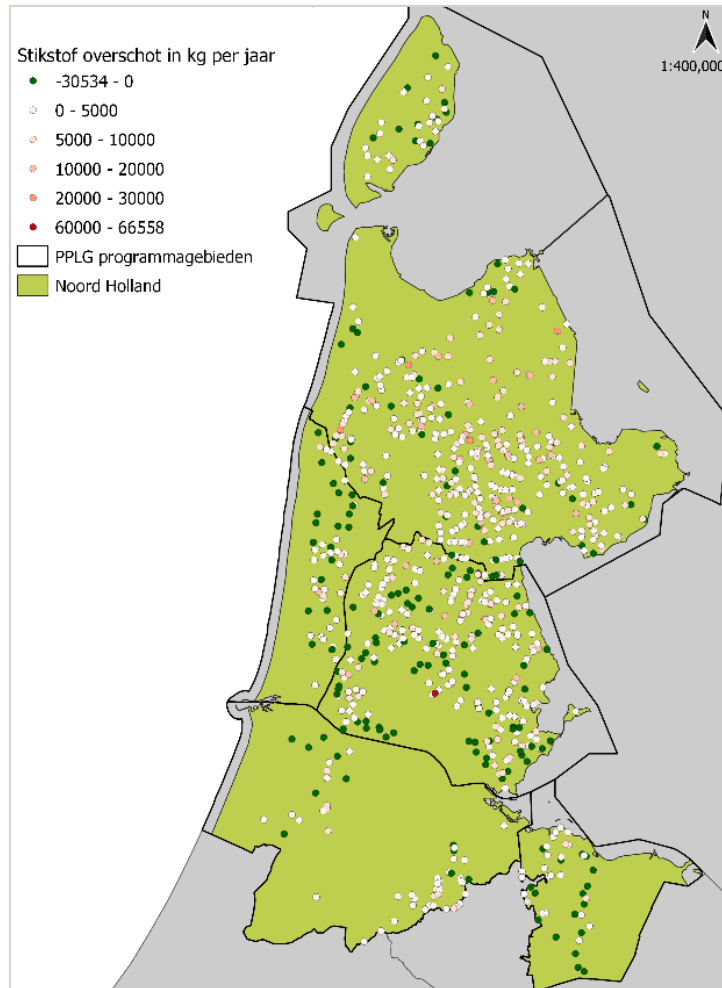 N
1:400,000
Stikstof overschot in kg per jaar
-30534 - 0
0 - 5000
5000 - 10000
10000 - 20000
20000 - 30000
60000 - 66558
PPLG programmagebieden
Noord Holland